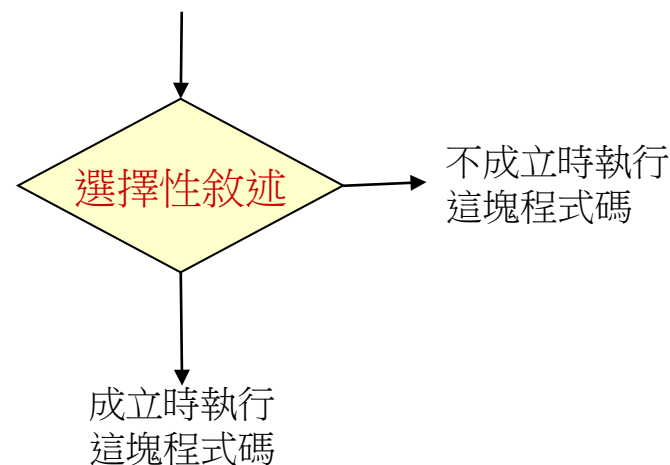 選擇性敘述
不成立時執行
這塊程式碼
成立時執行
這塊程式碼